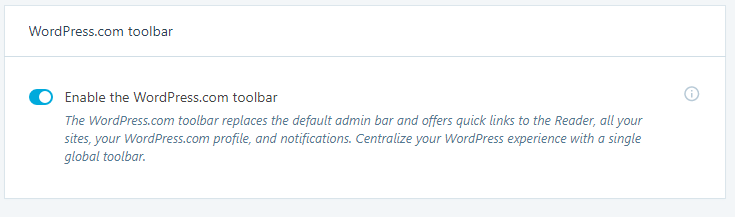 WordPress.com toolbar
Enable the WordPress.com toolbar
The WordPress.com toolbar replaces the default admin bar and offers quick links to the Reader, all your
sites, your WordPress.com profile, and notifications. Centralize your WordPress experience with a single
global toolbar.